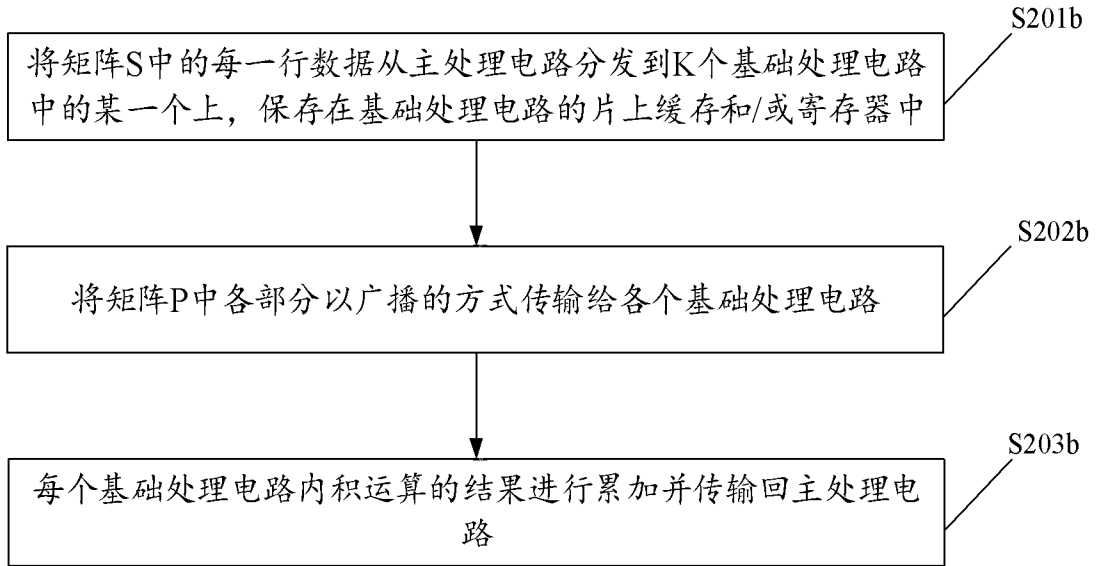 S201b
将矩阵S中的每一行数据从主处理电路分发到K个基础处理电路
中的某一个上，保存在基础处理电路的片上缓存和/或寄存器中
S202b
将矩阵P中各部分以广播的方式传输给各个基础处理电路
S203b
每个基础处理电路内积运算的结果进行累加并传输回主处理电
路